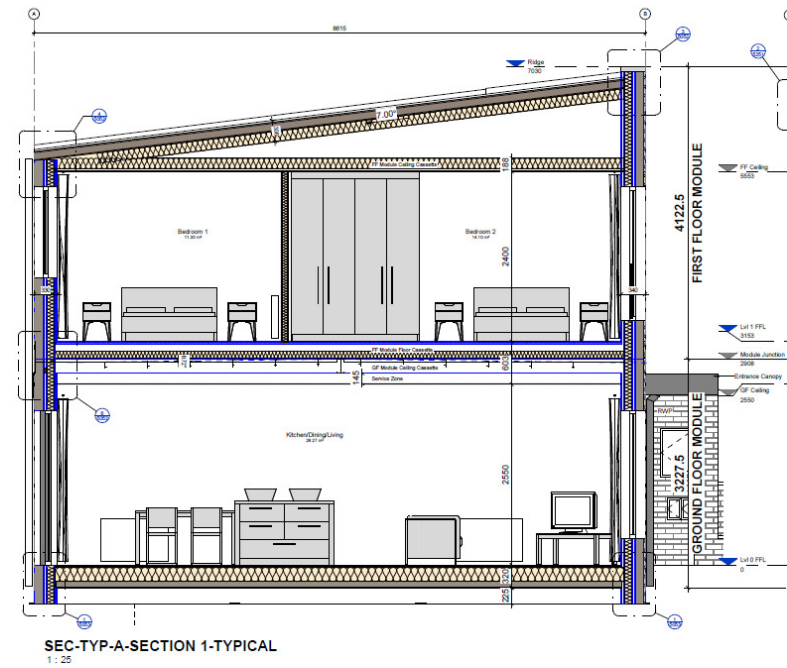 A
B
8615
Ridge
7030
7.00°
FF Module Ceiling Cassette
188
FF Ceiling
5553
4122.5
FIRST FLOOR MODULE
Bedroom 1
Bedroom 2
2400
330
340
Lvl 1 FFL
3153
FF Module Floor Cassette
Module Junction
2908
603
GF Module Ceiling Cassette
Service Zone
145
Entrance Canopy
GF Ceiling
2550
RWP
Kitchen/Dining/Living
2550
3227.5
GROUND FLOOR MODULE
Lvl 0 FFL
0
320
225
SEC-TYP-A-SECTION 1-TYPICAL
1 : 25